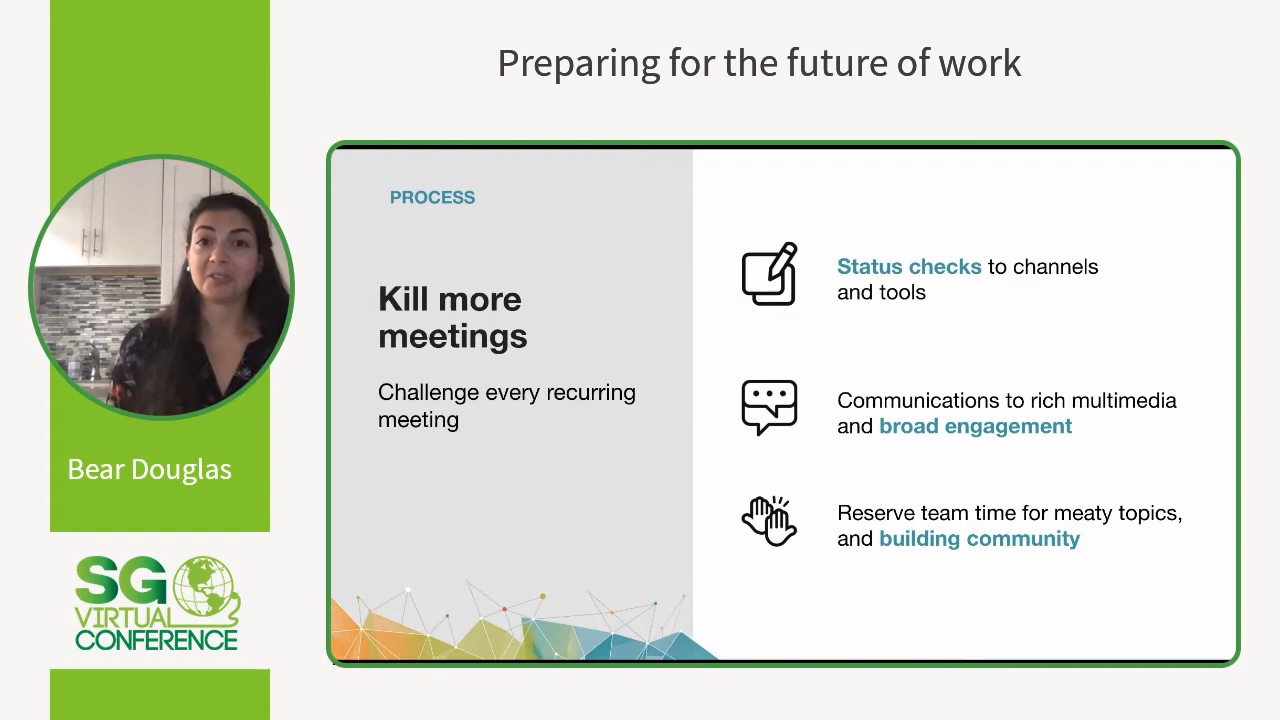 Preparing for the future of work
PROCESS
Kill more
meetings
Challenge every recurring
meeting
Status checks to channels
and tools
Communications to rich multimedia
and broad engagement
Reserve team time for meaty topics,
and building community
Bear Douglas
SG
VIRTUAL
CONFERENCE